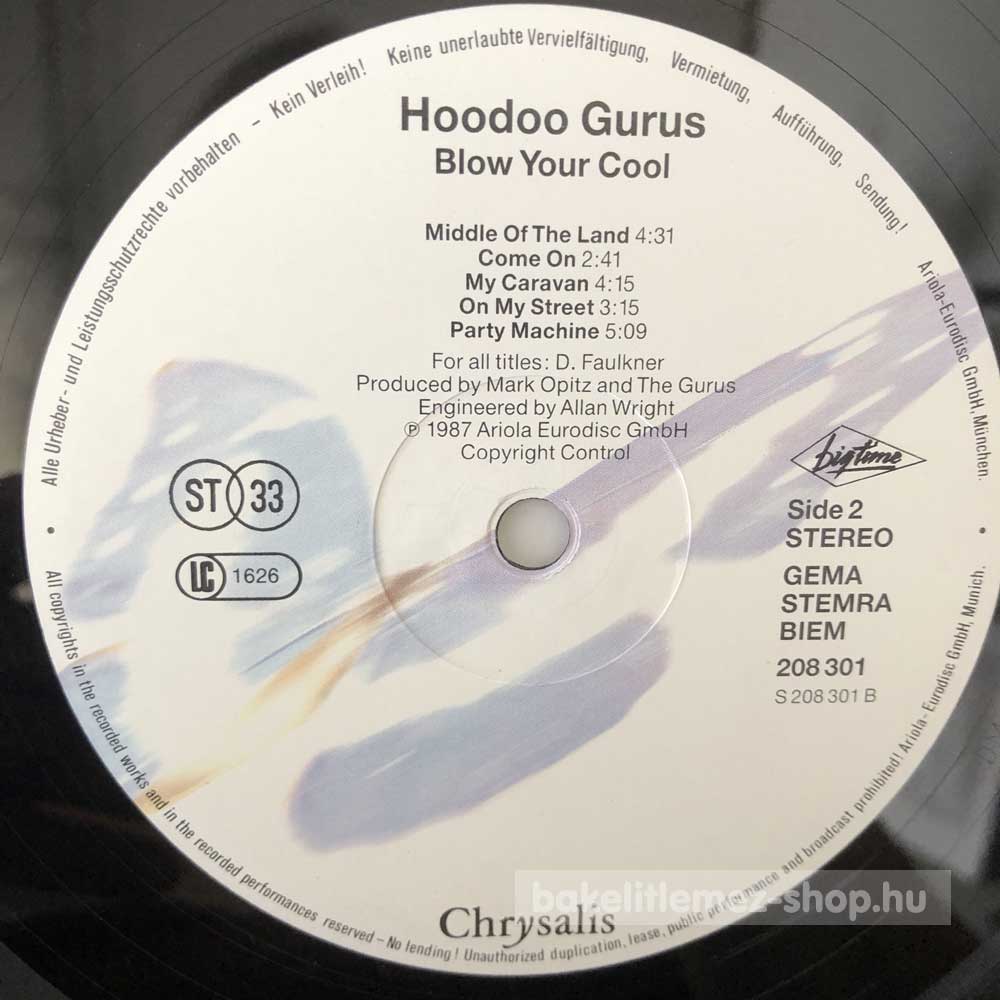 Alle Urheber- und Leistungsschutzrechte vorbehalten – Kein Verleih! Keine unerlaubte Vervielfältigung, Vermietung, Aufführung, Sendung! Ariola-Eurodisc GmbH, München.
Hoodoo Gurus
Blow Your Cool
Middle Of The Land 4:31
Come On 2:41
My Caravan 4:15
On My Street 3:15
Party Machine 5:09
For all titles: D. Faulkner
Produced by Mark Opitz and The Gurus
Engineered by Allan Wright
℗ 1987 Ariola Eurodisc GmbH
Copyright Control
bigtime
ST 33
LC 1626
Side 2
STEREO
GEMA
STEMRA
BIEM
208 301
S 208 301 B
All copyrights in the recorded works and in the recorded performances reserved – No lending! Unauthorized duplication, lease, public performance and broadcast prohibited! Ariola-Eurodisc GmbH, Munich.
Chrysalis
bakelitlemez-shop.hu